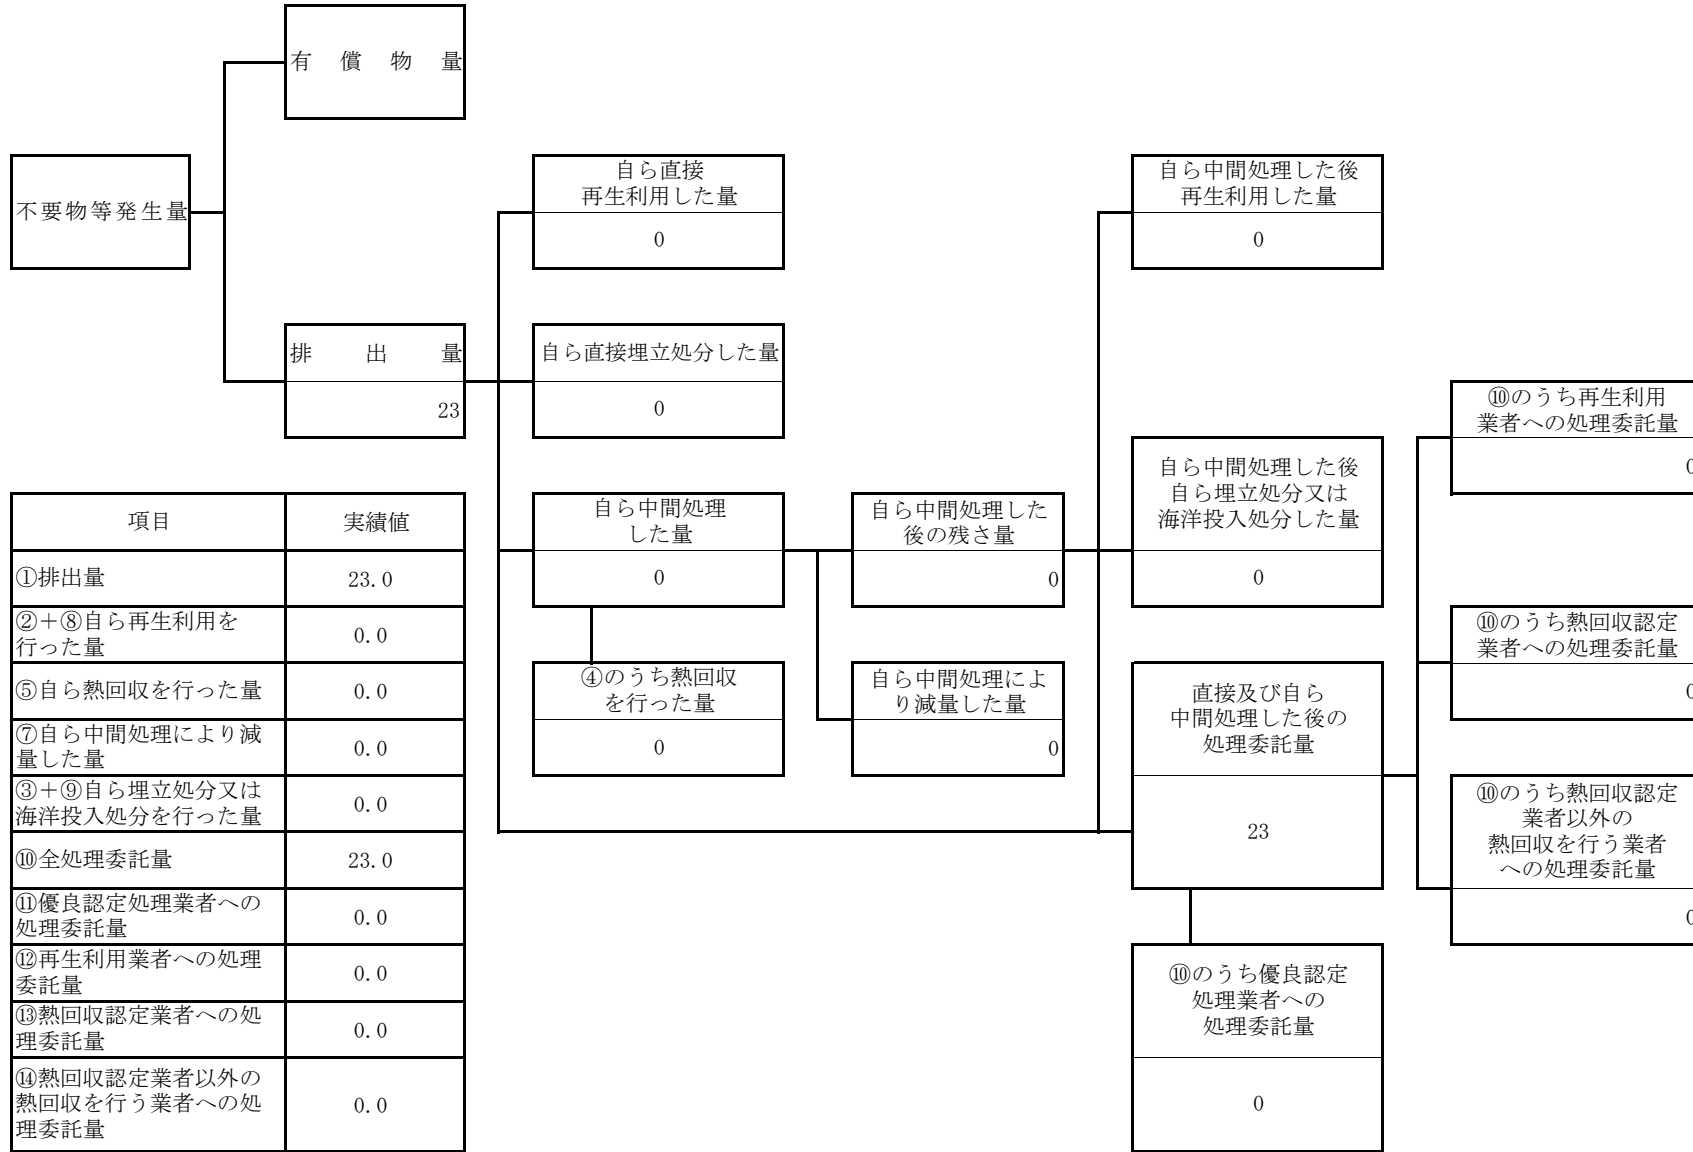 有償物量
不要物等発生量
自ら直接
再生利用した量
0
自ら中間処理した後
再生利用した量
0
排出量
23
自ら直接埋立処分した量
0
⑩のうち再生利用
業者への処理委託量
0
自ら中間処理した後
自ら埋立処分又は
海洋投入処分した量
0
自ら中間処理
した量
0
自ら中間処理した
後の残さ量
0
⑩のうち熱回収認定
業者への処理委託量
0
④のうち熱回収
を行った量
0
自ら中間処理によ
り減量した量
0
直接及び自ら
中間処理した後の
処理委託量
23
⑩のうち熱回収認定
業者以外の
熱回収を行う業者
への処理委託量
0
⑩のうち優良認定
処理業者への
処理委託量
0
項目 実績値
①排出量 23.0
②＋⑧自ら再生利用を
行った量 0.0
⑤自ら熱回収を行った量 0.0
⑦自ら中間処理により減
量した量 0.0
③＋⑨自ら埋立処分又は
海洋投入処分を行った量 0.0
⑩全処理委託量 23.0
⑪優良認定処理業者への
処理委託量 0.0
⑫再生利用業者への処理
委託量 0.0
⑬熱回収認定業者への処
理委託量 0.0
⑭熱回収認定業者以外の
熱回収を行う業者への処
理委託量 0.0